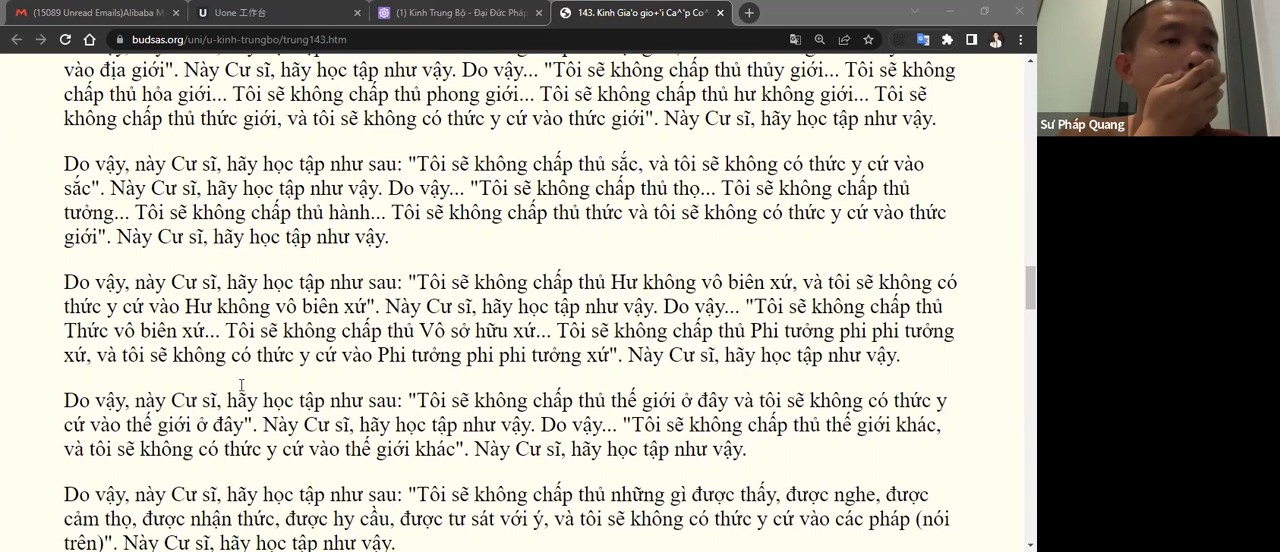 (15089 Unread Emails)Alibaba M
Uone 工作台
(1) Kinh Trung Bộ - Đại Đức Pháp
143. Kinh Gia'o gio+'i Ca^'p Co^
budsas.org/uni/u-kinh-trungbo/trung143.htm
vào địa giới". Này Cư sĩ, hãy học tập như vậy. Do vậy... "Tôi sẽ không chấp thủ thủy giới... Tôi sẽ không
chấp thủ hỏa giới... Tôi sẽ không chấp thủ phong giới... Tôi sẽ không chấp thủ hư không giới... Tôi sẽ
không chấp thủ thức giới, và tôi sẽ không có thức y cứ vào thức giới". Này Cư sĩ, hãy học tập như vậy.
Do vậy, này Cư sĩ, hãy học tập như sau: "Tôi sẽ không chấp thủ sắc, và tôi sẽ không có thức y cứ vào
sắc". Này Cư sĩ, hãy học tập như vậy. Do vậy... "Tôi sẽ không chấp thủ thọ... Tôi sẽ không chấp thủ
tưởng... Tôi sẽ không chấp thủ hành... Tôi sẽ không chấp thủ thức và tôi sẽ không có thức y cứ vào thức
giới". Này Cư sĩ, hãy học tập như vậy.
Do vậy, này Cư sĩ, hãy học tập như sau: "Tôi sẽ không chấp thủ Hư không vô biên xứ, và tôi sẽ không có
thức y cứ vào Hư không vô biên xứ". Này Cư sĩ, hãy học tập như vậy. Do vậy... "Tôi sẽ không chấp thủ
Thức vô biên xứ... Tôi sẽ không chấp thủ Vô sở hữu xứ... Tôi sẽ không chấp thủ Phi tưởng phi phi tưởng
xứ, và tôi sẽ không có thức y cứ vào Phi tưởng phi phi tưởng xứ". Này Cư sĩ, hãy học tập như vậy.
Do vậy, này Cư sĩ, hãy học tập như sau: "Tôi sẽ không chấp thủ thế giới ở đây và tôi sẽ không có thức y
cứ vào thế giới ở đây". Này Cư sĩ, hãy học tập như vậy. Do vậy... "Tôi sẽ không chấp thủ thế giới khác,
và tôi sẽ không có thức y cứ vào thế giới khác". Này Cư sĩ, hãy học tập như vậy.
Do vậy, này Cư sĩ, hãy học tập như sau: "Tôi sẽ không chấp thủ những gì được thấy, được nghe, được
cảm thọ, được nhận thức, được hy cầu, được tư sát với ý, và tôi sẽ không có thức y cứ vào các pháp (nói
trên)". Này Cư sĩ, hãy học tập như vậy.
Sư Pháp Quang